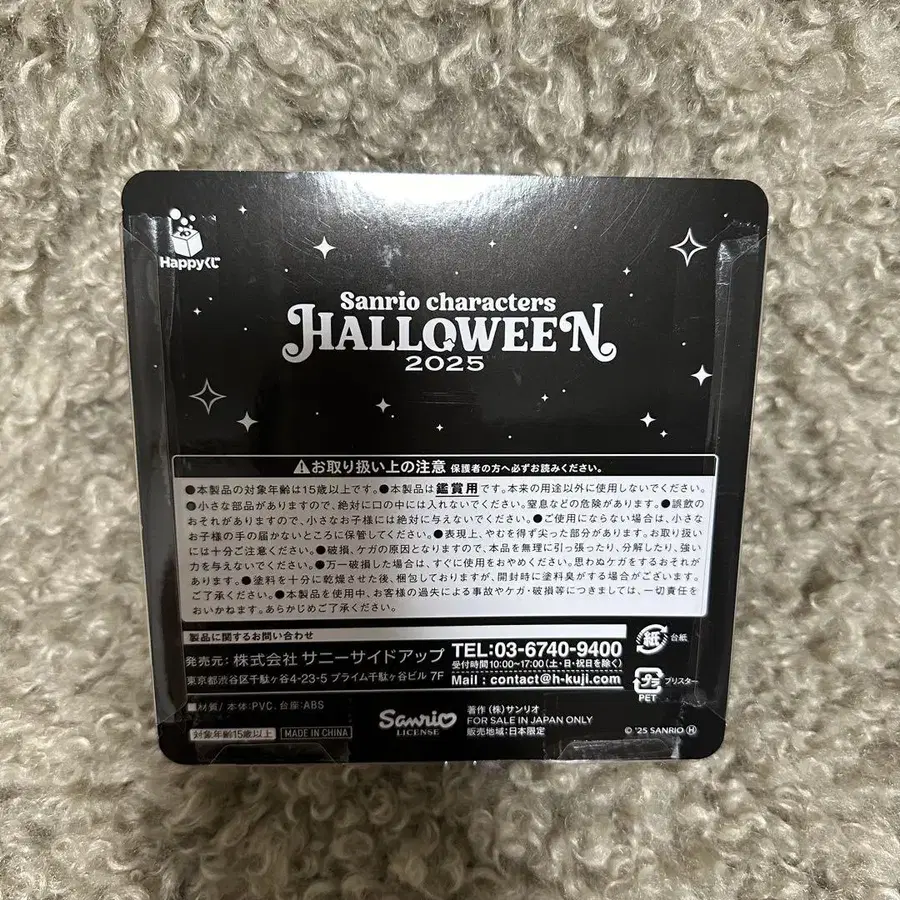 Happyくじ
Sanrio characters
HALLOWEEN
2025
⚠お取り扱い上の注意 保護者の方へ必ずお読みください。
●本製品の対象年齢は15歳以上です。●本製品は鑑賞用です。本来の用途以外に使用しないでください。
●小さな部品がありますので、絶対に口の中には入れないでください。窒息などの危険があります。●誤飲の
おそれがありますので、小さなお子様には絶対に与えないでください。●ご使用にならない場合は、小さな
お子様の手の届かないところに保管してください。●表現上、やむを得ず尖った部分があります。お取り扱い
には十分ご注意ください。●破損、ケガの原因となりますので、本品を無理に引っ張ったり、分解したり、強い
力を与えないでください。●万一破損した場合は、すぐに使用をおやめください。思わぬケガをするおそれが
あります。●塗料を十分に乾燥させた後、梱包しておりますが、開封時に塗料臭がする場合がございます。
ご了承ください。●本製品を使用中、お客様の過失による事故やケガ・破損等につきましては、一切責任を
おいかねます。あらかじめご了承ください。
製品に関するお問い合わせ
発売元:株式会社 サニーサイドアップ
東京都渋谷区千駄ヶ谷4-23-5 プライム千駄ヶ谷ビル 7F
TEL:03-6740-9400
受付時間10:00~17:00(土・日・祝日を除く)
Mail : contact@h-kuji.com
紙 台紙
プラ ブリスター
PET
■材質/本体:PVC、台座:ABS
対象年齢15歳以上 MADE IN CHINA
Sanrio
LICENSE
著作(株)サンリオ
FOR SALE IN JAPAN ONLY
販売地域:日本限定
© '25 SANRIO Ⓗ